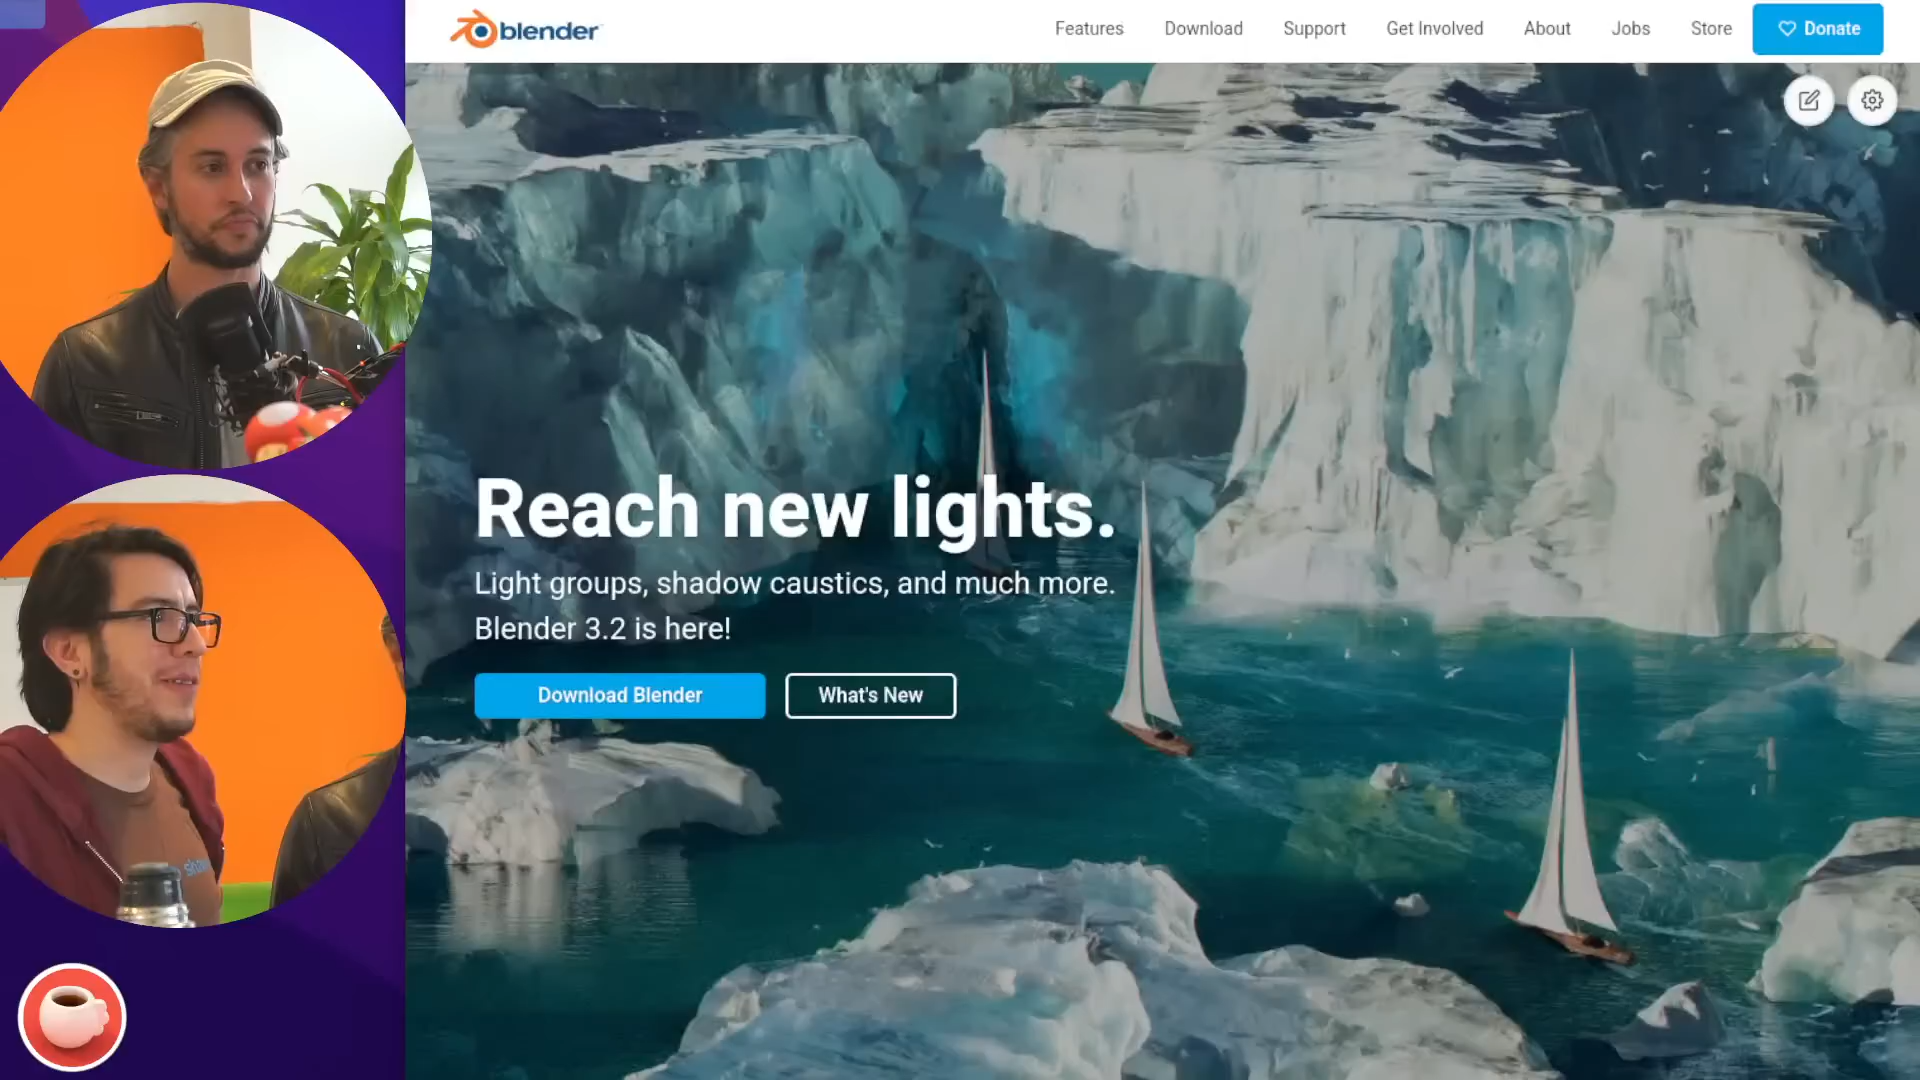 blender
Features Download Support Get Involved About Jobs Store Donate
Reach new lights.
Light groups, shadow caustics, and much more.
Blender 3.2 is here!
Download Blender What's New